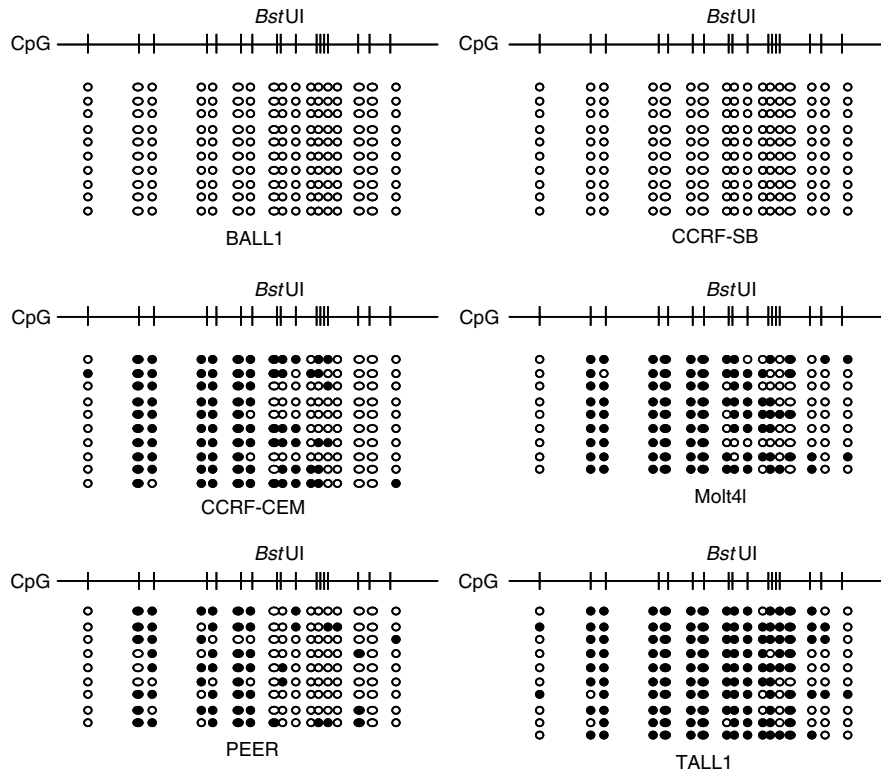 BstUI
CpG
BALL1
BstUI
CpG
CCRF-SB
BstUI
CpG
CCRF-CEM
BstUI
CpG
Molt4I
BstUI
CpG
PEER
BstUI
CpG
TALL1